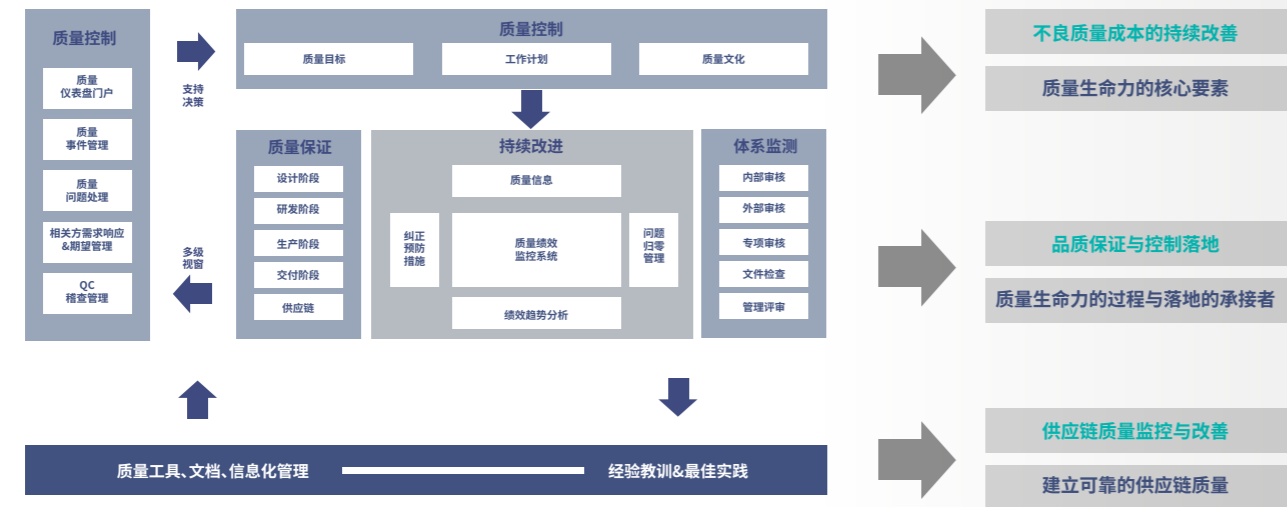 质量控制
质量
仪表盘门户
质量
事件管理
质量
问题处理
相关方需求响应
&期望管理
QC
稽查管理
支持
决策
多级
视窗
质量控制
质量目标
工作计划
质量文化
质量保证
设计阶段
研发阶段
生产阶段
交付阶段
供应链
持续改进
质量信息
纠正
预防
措施
质量绩效
监控系统
问题
归零
管理
绩效趋势分析
体系监测
内部审核
外部审核
专项审核
文件检查
管理评审
质量工具、文档、信息化管理
经验教训&最佳实践
不良质量成本的持续改善
质量生命力的核心要素
品质保证与控制落地
质量生命力的过程与落地的承接者
供应链质量监控与改善
建立可靠的供应链质量